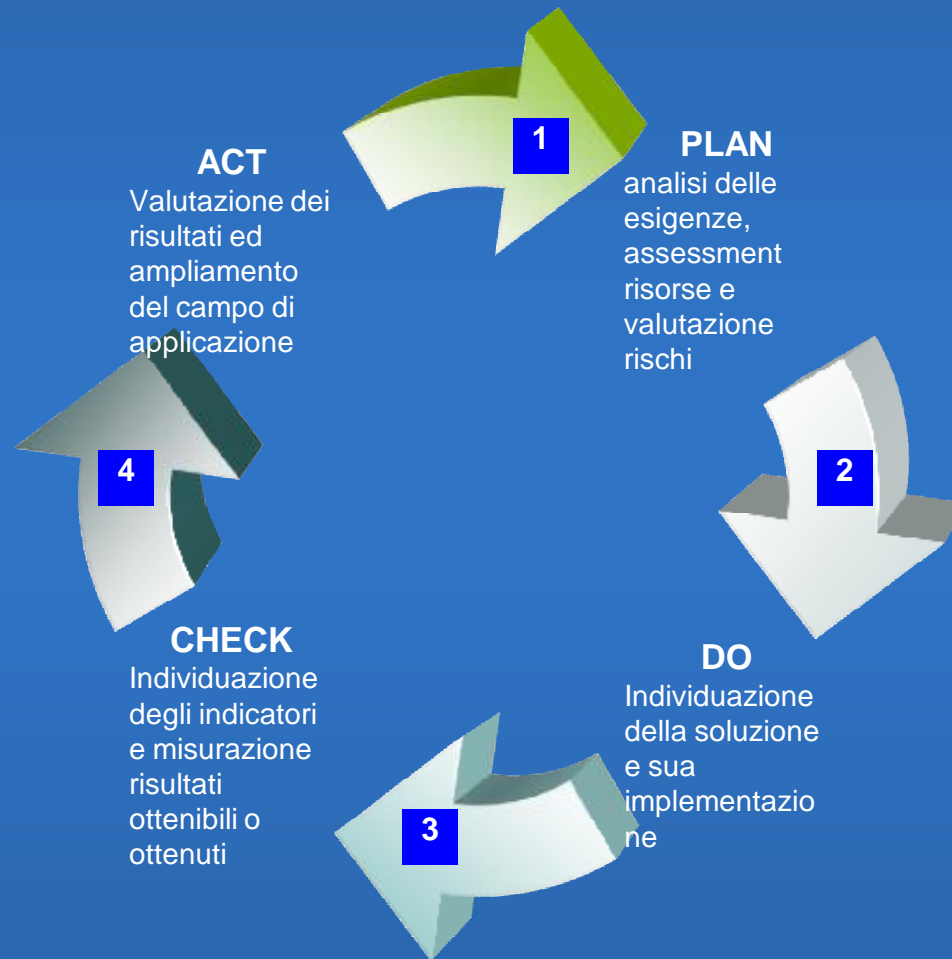 1
PLAN
analisi delle
esigenze,
assessment
risorse e
valutazione
rischi
2
DO
Individuazione
della soluzione
e sua
implementazio
ne
3
CHECK
Individuazione
degli indicatori
e misurazione
risultati
ottenibili o
ottenuti
4
ACT
Valutazione dei
risultati ed
ampliamento
del campo di
applicazione